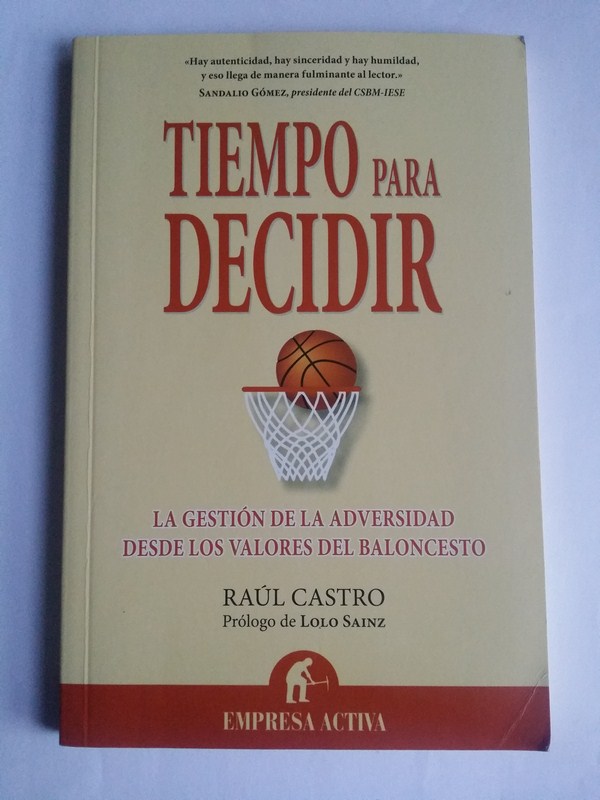 «Hay autenticidad, hay sinceridad y hay humildad,
y eso llega de manera fulminante al lector.»
SANDALIO GÓMEZ, presidente del CSBM-IESE
TIEMPO PARA
DECIDIR
LA GESTIÓN DE LA ADVERSIDAD
DESDE LOS VALORES DEL BALONCESTO
RAÚL CASTRO
Prólogo de LOLO SAINZ
EMPRESA ACTIVA